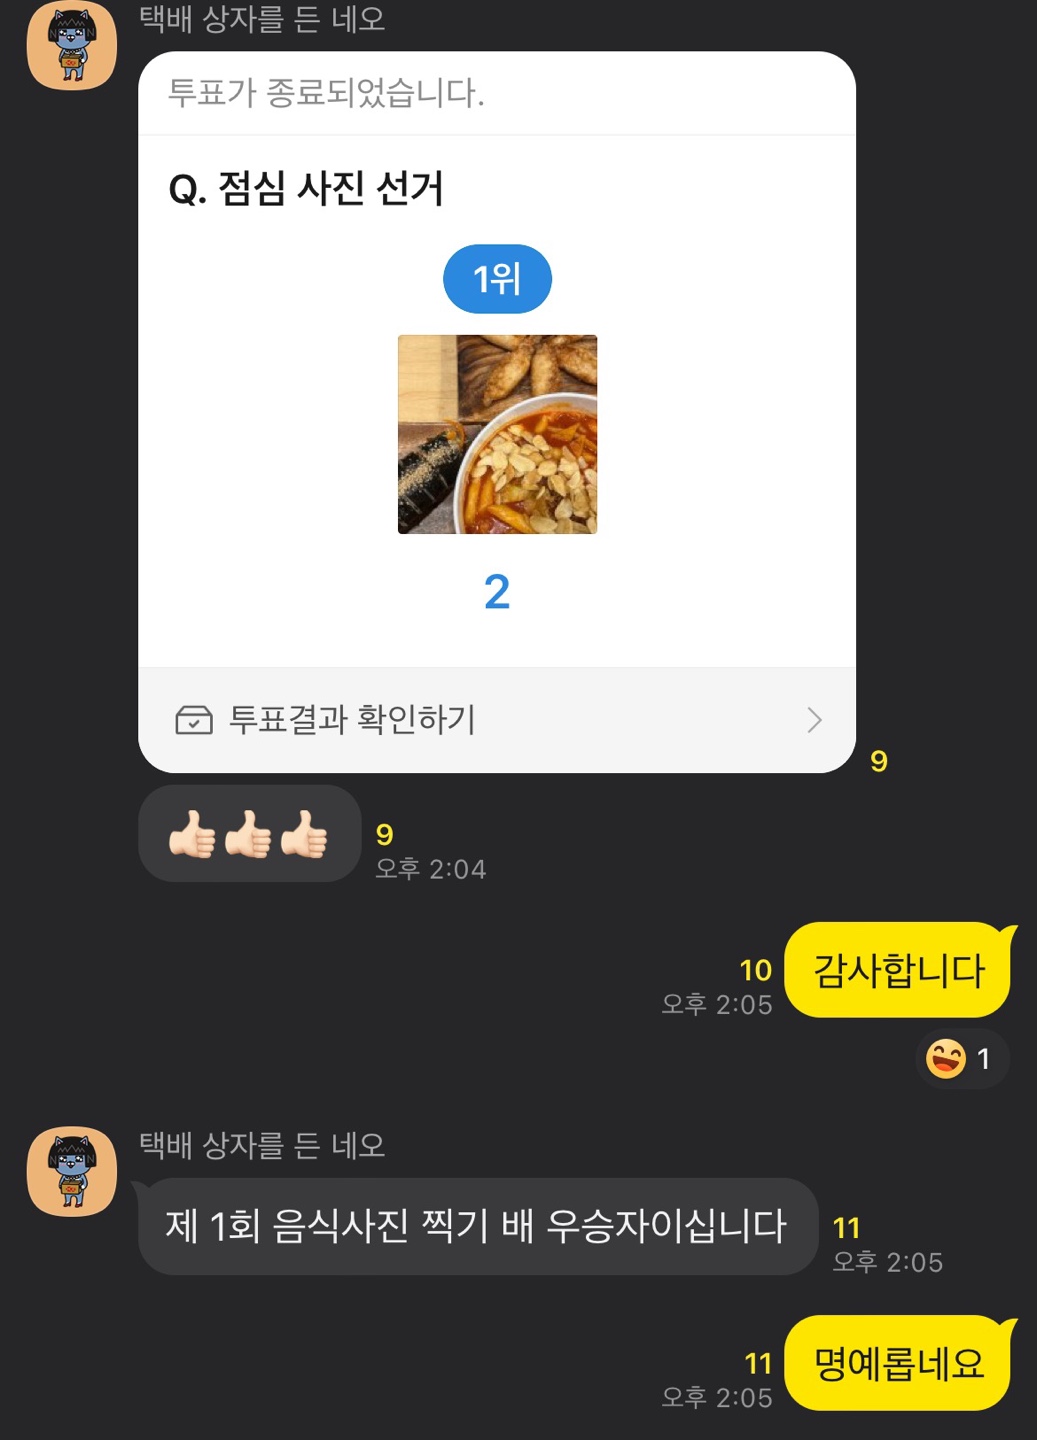 택배 상자를 든 네오
투표가 종료되었습니다.
Q. 점심 사진 선거
1위
2
투표결과 확인하기
9
9
오후 2:04
감사합니다
10
오후 2:05
1
택배 상자를 든 네오
제 1회 음식사진 찍기 배 우승자이십니다
11
오후 2:05
명예롭네요
11
오후 2:05